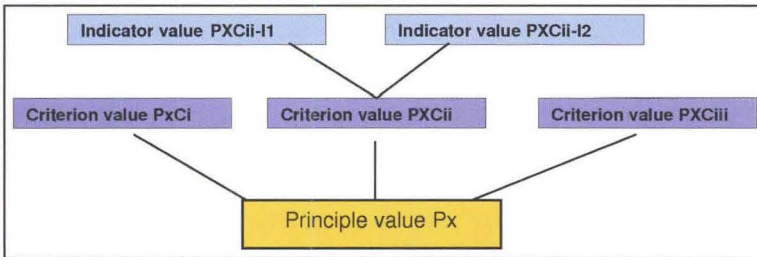 Indicator value PXCii-I1
Indicator value PXCii-I2
Criterion value PxCi
Criterion value PXCii
Criterion value PXCiii
Principle value Px